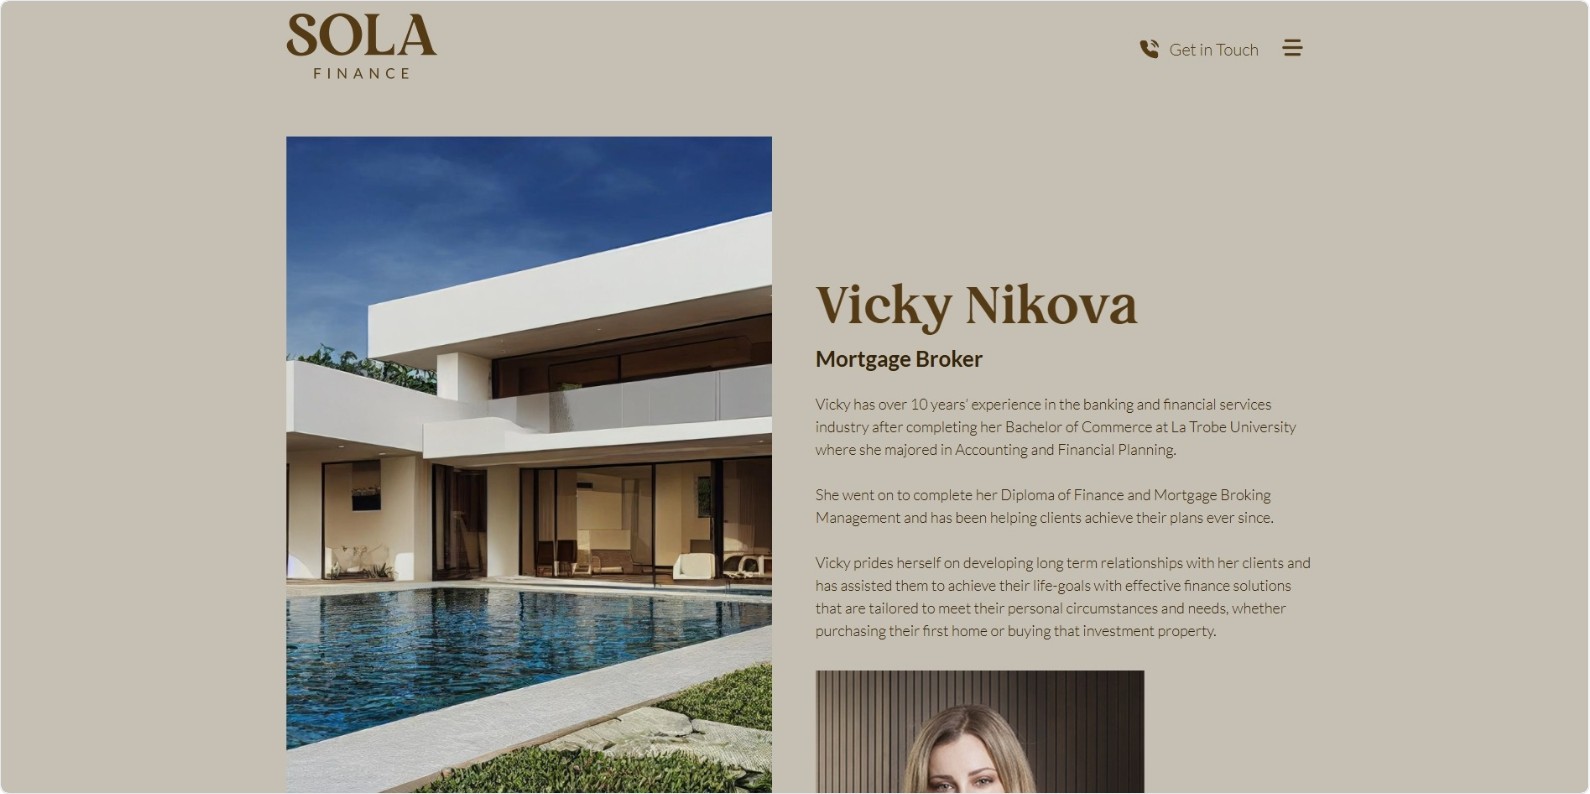 SOLA
FINANCE
Get in Touch
Vicky Nikova
Mortgage Broker
Vicky has over 10 years' experience in the banking and financial services
industry after completing her Bachelor of Commerce at La Trobe University
where she majored in Accounting and Financial Planning.
She went on to complete her Diploma of Finance and Mortgage Broking
Management and has been helping clients achieve their plans ever since.
Vicky prides herself on developing long term relationships with her clients and
has assisted them to achieve their life-goals with effective finance solutions
that are tailored to meet their personal circumstances and needs, whether
purchasing their first home or buying that investment property.